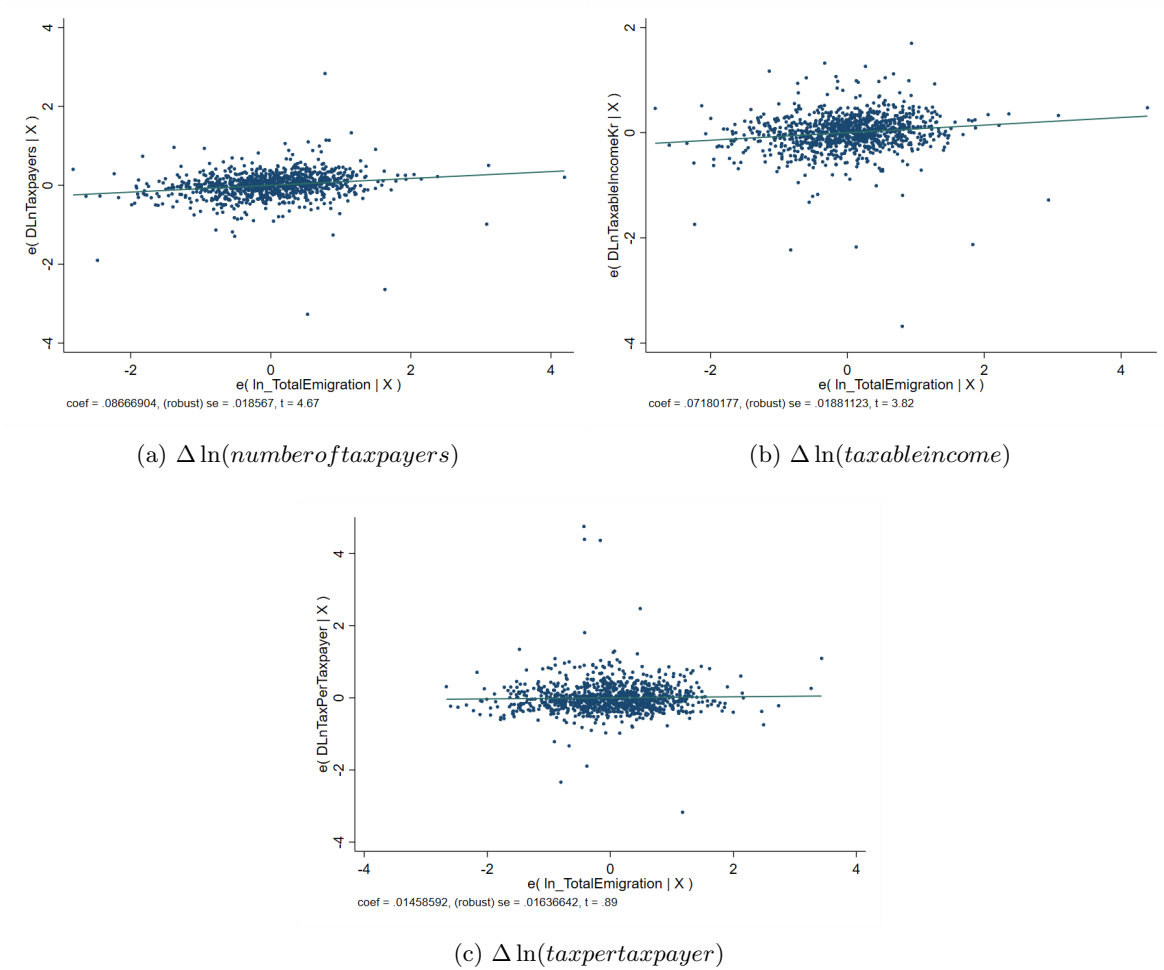 4
2
0
-2
-4
e( DLnTaxpayers | X )
-2 0 2 4
e( ln_TotalEmigration | X )
coef = .08666904, (robust) se = .018567, t = 4.67
(a) Δ ln(numberoftaxpayers)
2
0
-2
-4
e( DLnTaxableIncomeKr | X )
-2 0 2 4
e( ln_TotalEmigration | X )
coef = .07180177, (robust) se = .01881123, t = 3.82
(b) Δ ln(taxableincome)
4
2
0
-2
-4
e( DLnTaxPerTaxpayer | X )
-4 -2 0 2 4
e( ln_TotalEmigration | X )
coef = .01458592, (robust) se = .01636642, t = .89
(c) Δ ln(taxpertaxpayer)